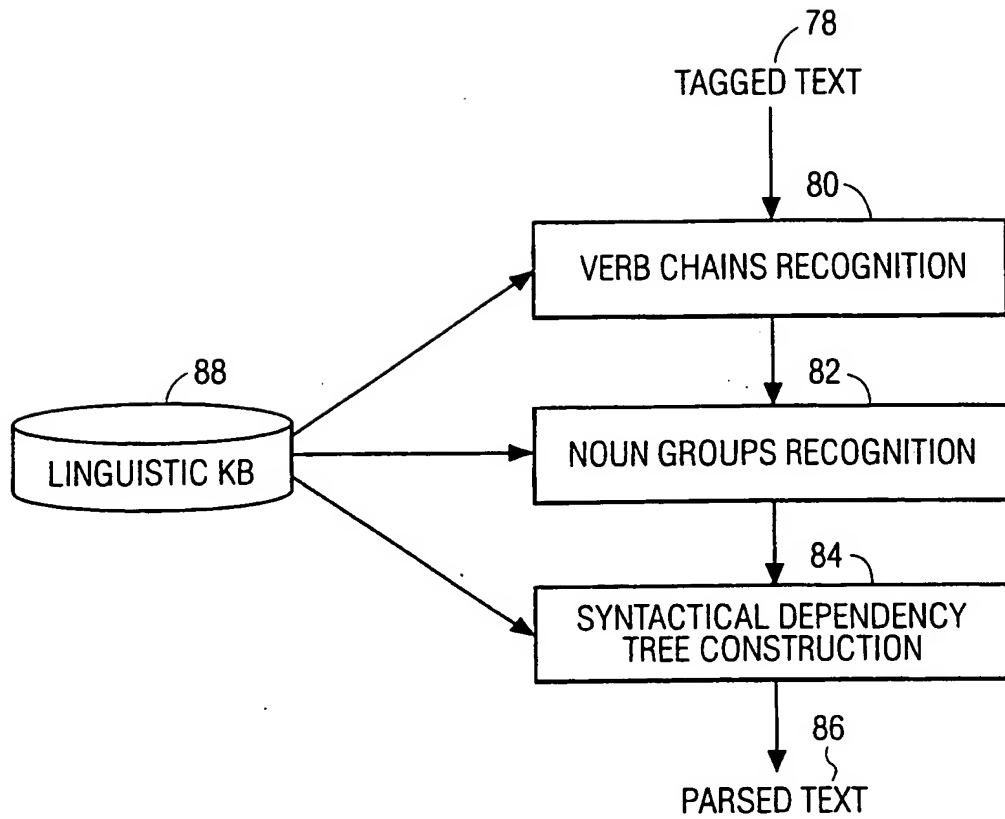 78
TAGGED TEXT
80
VERB CHAINS RECOGNITION
88
LINGUISTIC KB
82
NOUN GROUPS RECOGNITION
84
SYNTACTICAL DEPENDENCY
TREE CONSTRUCTION
86
PARSED TEXT